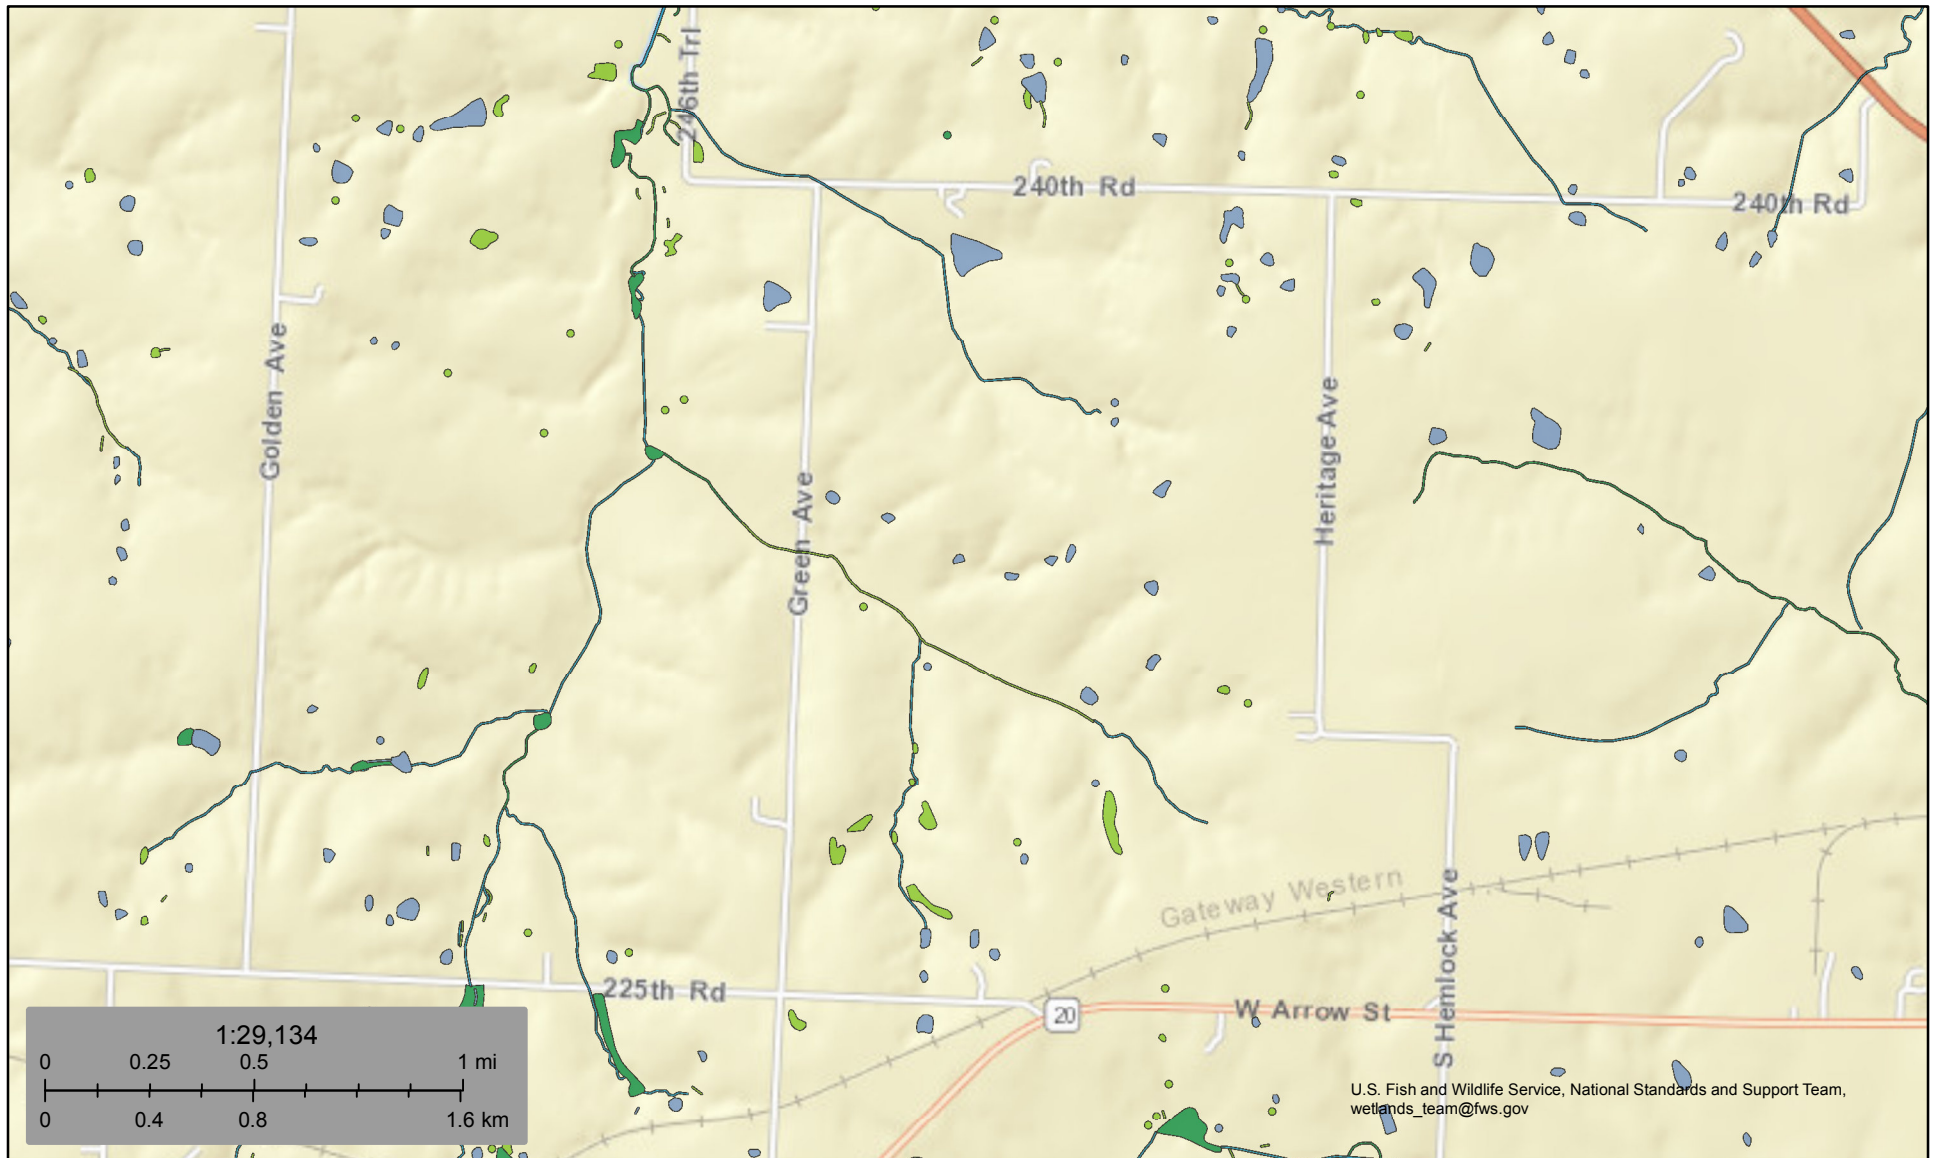 246th Trl
240th Rd
240th Rd
Golden Ave
Heritage Ave
Green Ave
Gateway Western
S Hemlock Ave
225th Rd
20
W Arrow St
1:29,134
0 0.25 0.5 1 mi
0 0.4 0.8 1.6 km
U.S. Fish and Wildlife Service, National Standards and Support Team,
wetlands_team@fws.gov